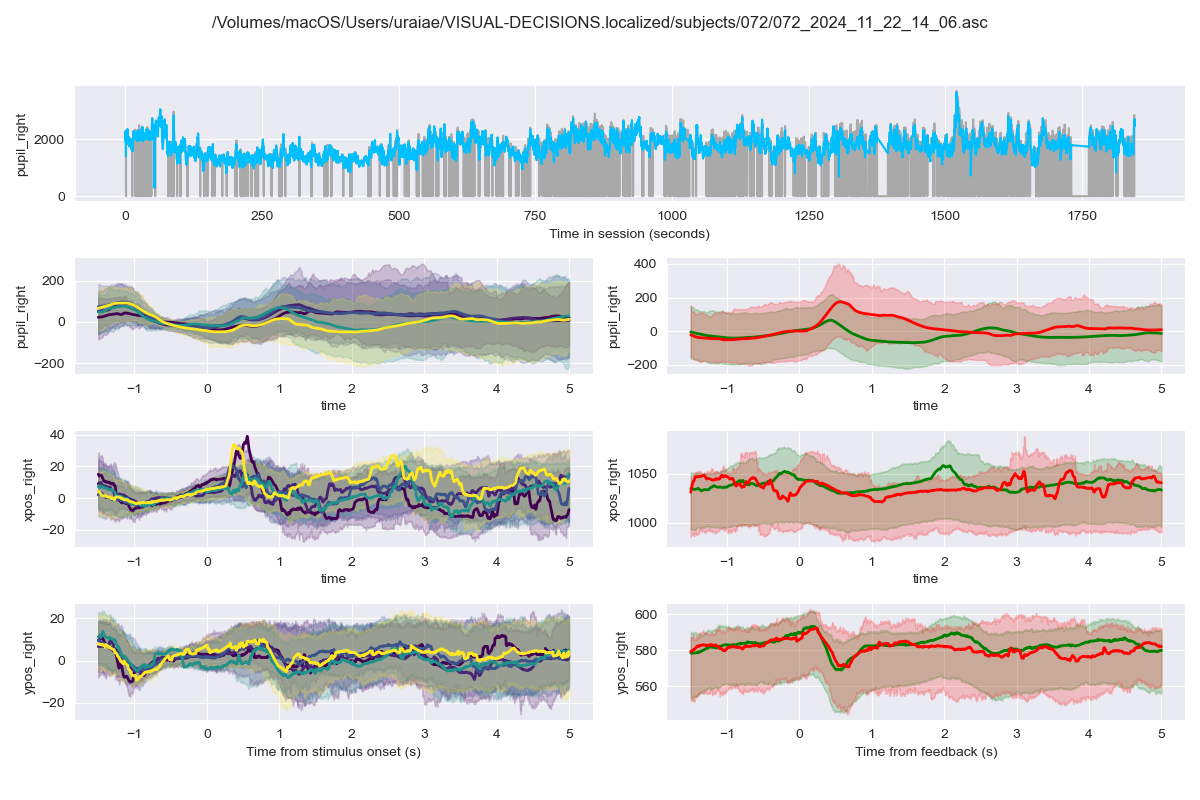 /Volumes/macOS/Users/uraiae/VISUAL-DECISIONS.localized/subjects/072/072_2024_11_22_14_06.asc
pupil_right
2000
0
0 250 500 750 1000 1250 1500 1750
Time in session (seconds)
pupil_right
200
0
−200
−1 0 1 2 3 4 5
time
pupil_right
400
200
0
−200
−1 0 1 2 3 4 5
time
xpos_right
40
20
0
−20
−1 0 1 2 3 4 5
time
xpos_right
1050
1000
−1 0 1 2 3 4 5
time
ypos_right
20
0
−20
−1 0 1 2 3 4 5
Time from stimulus onset (s)
ypos_right
600
580
560
−1 0 1 2 3 4 5
Time from feedback (s)